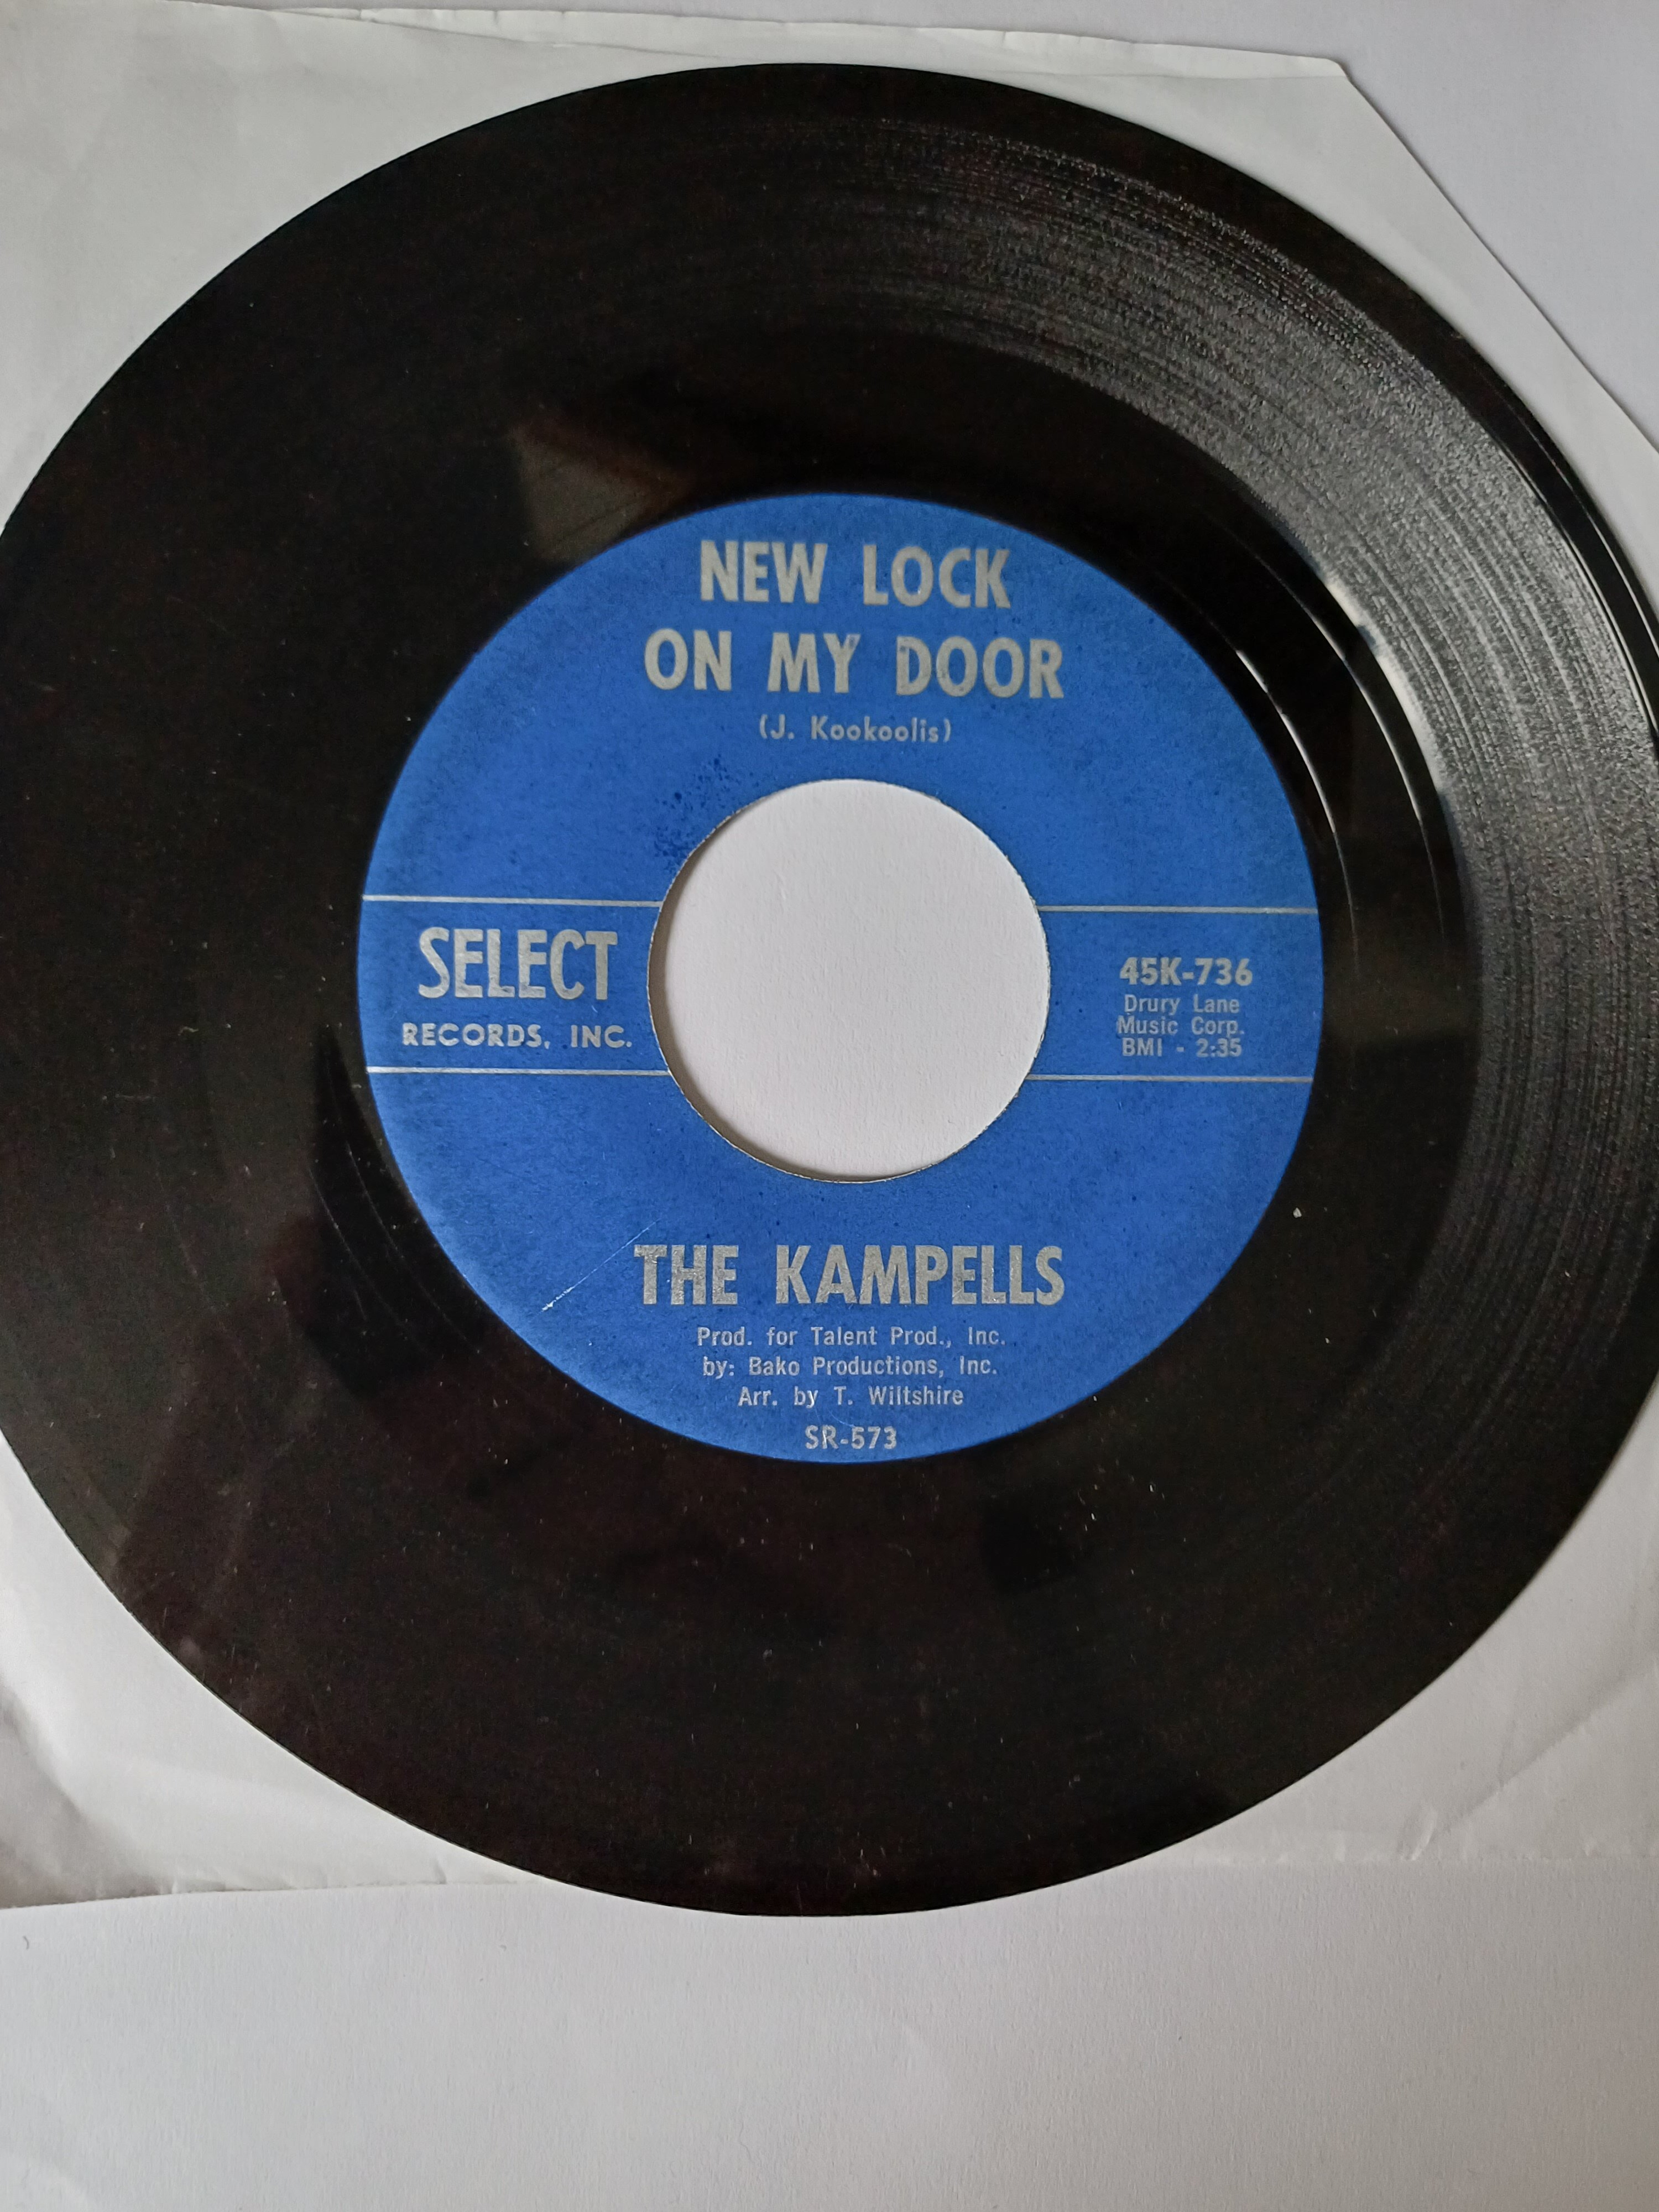 NEW LOCK
ON MY DOOR
(J. Kookoolis)
SELECT
RECORDS, INC.
45K-736
Drury Lane
Music Corp.
BMI - 2:35
THE KAMPELLS
Prod. for Talent Prod., Inc.
by: Bako Productions, Inc.
Arr. by T. Wiltshire
SR-573